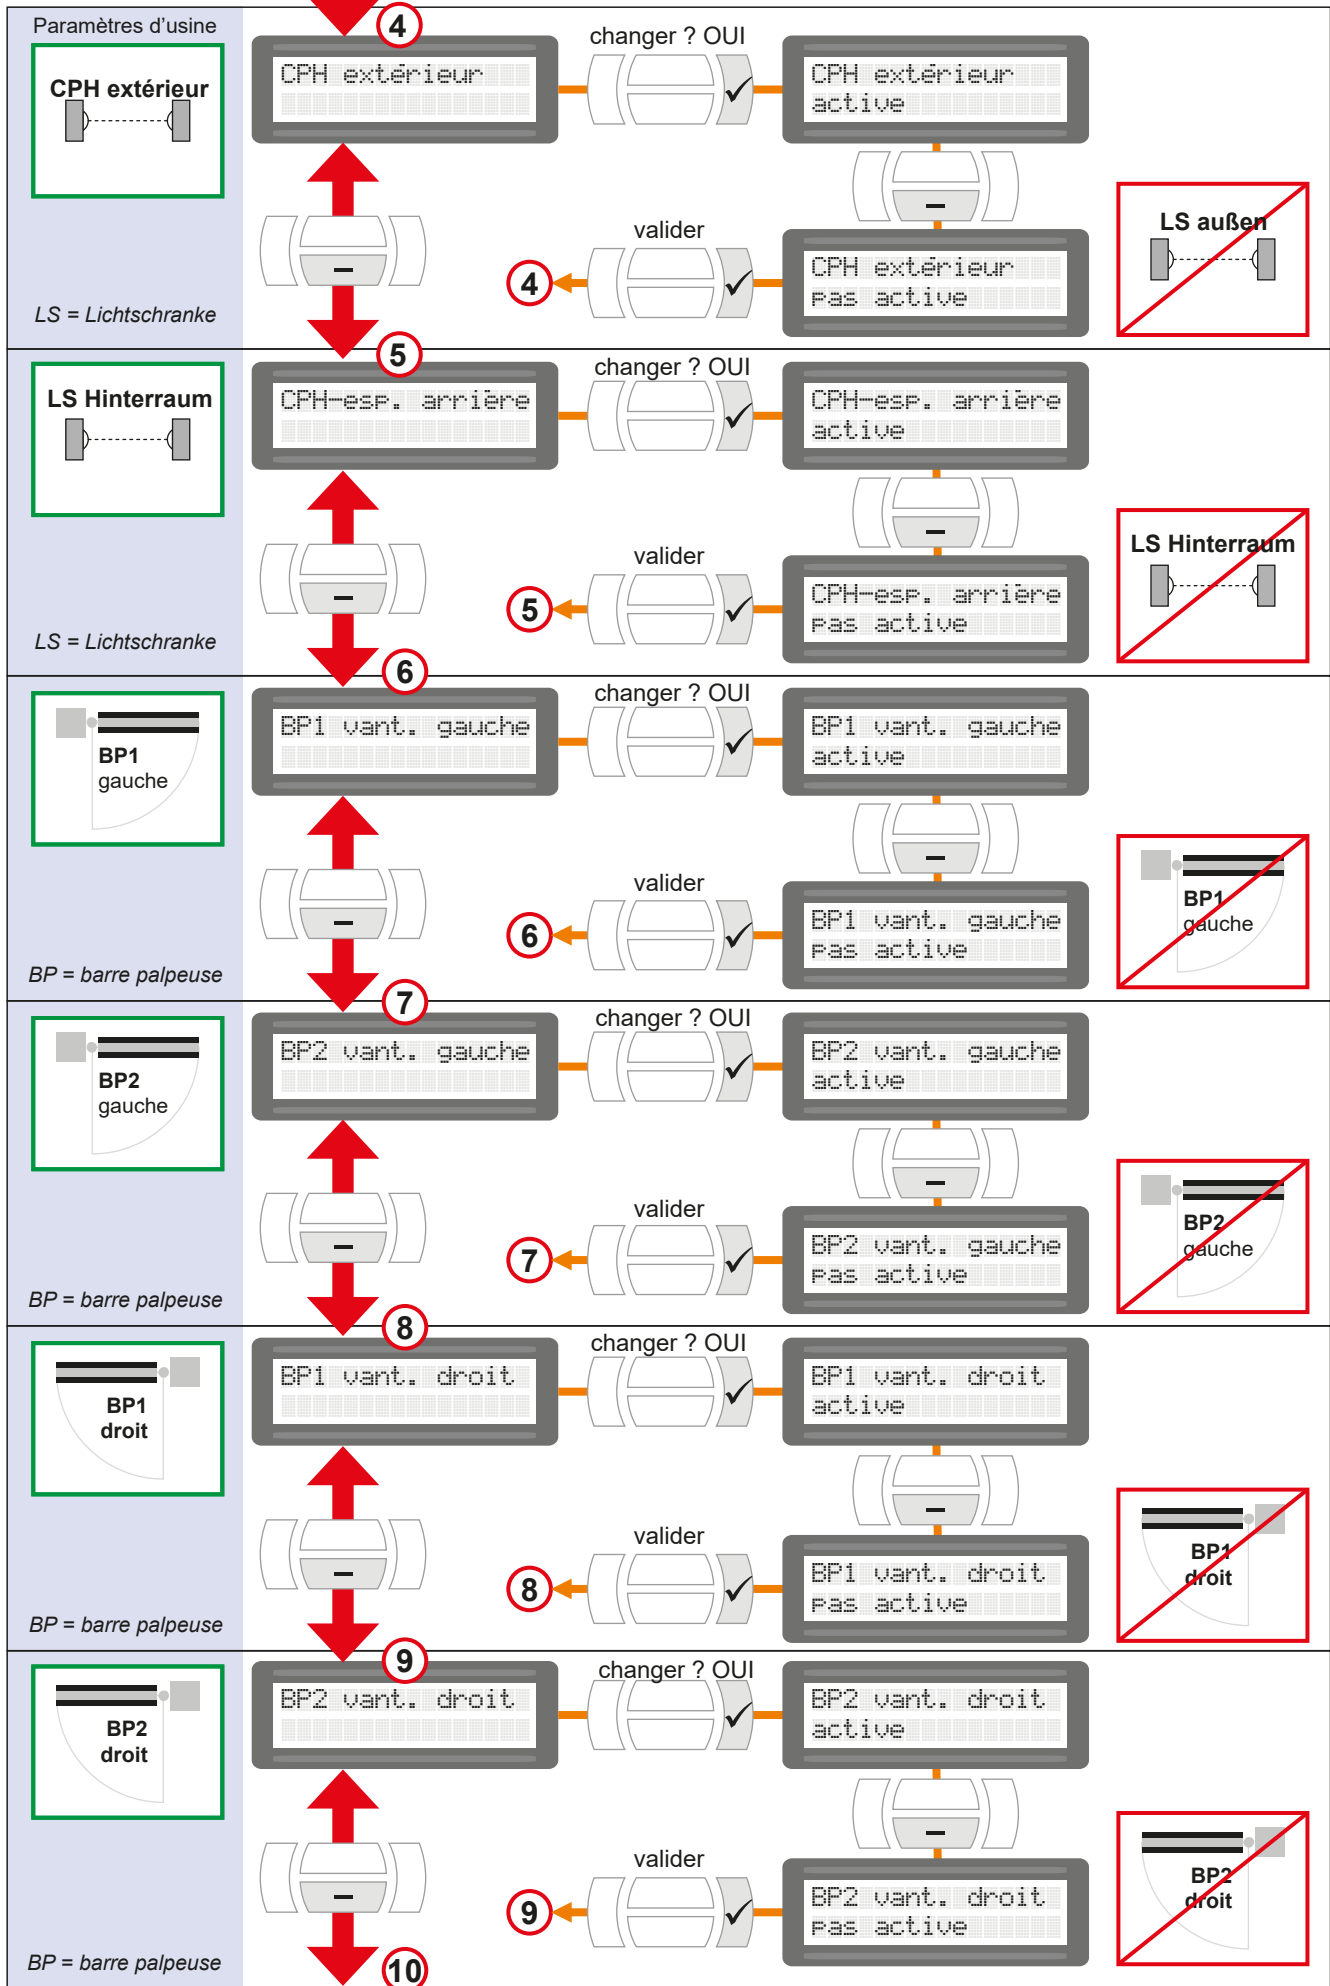 Paramètres d'usine
4
changer ? OUI
CPH extérieur
CPH extérieur
CPH extérieur
active
valider
LS außen
4
CPH extérieur
pas active
LS = Lichtschranke
5
changer ? OUI
LS Hinterraum
CPH-esp. arrière
CPH-esp. arrière
active
valider
LS Hinterraum
5
CPH-esp. arrière
pas active
LS = Lichtschranke
6
changer ? OUI
BP1
gauche
BP1 vant. gauche
BP1 vant. gauche
active
valider
BP1
gauche
6
BP1 vant. gauche
pas active
BP = barre palpeuse
7
changer ? OUI
BP2
gauche
BP2 vant. gauche
BP2 vant. gauche
active
valider
BP2
gauche
7
BP2 vant. gauche
pas active
BP = barre palpeuse
8
changer ? OUI
BP1
droit
BP1 vant. droit
BP1 vant. droit
active
valider
BP1
droit
8
BP1 vant. droit
pas active
BP = barre palpeuse
9
changer ? OUI
BP2
droit
BP2 vant. droit
BP2 vant. droit
active
valider
BP2
droit
9
BP2 vant. droit
pas active
BP = barre palpeuse
10